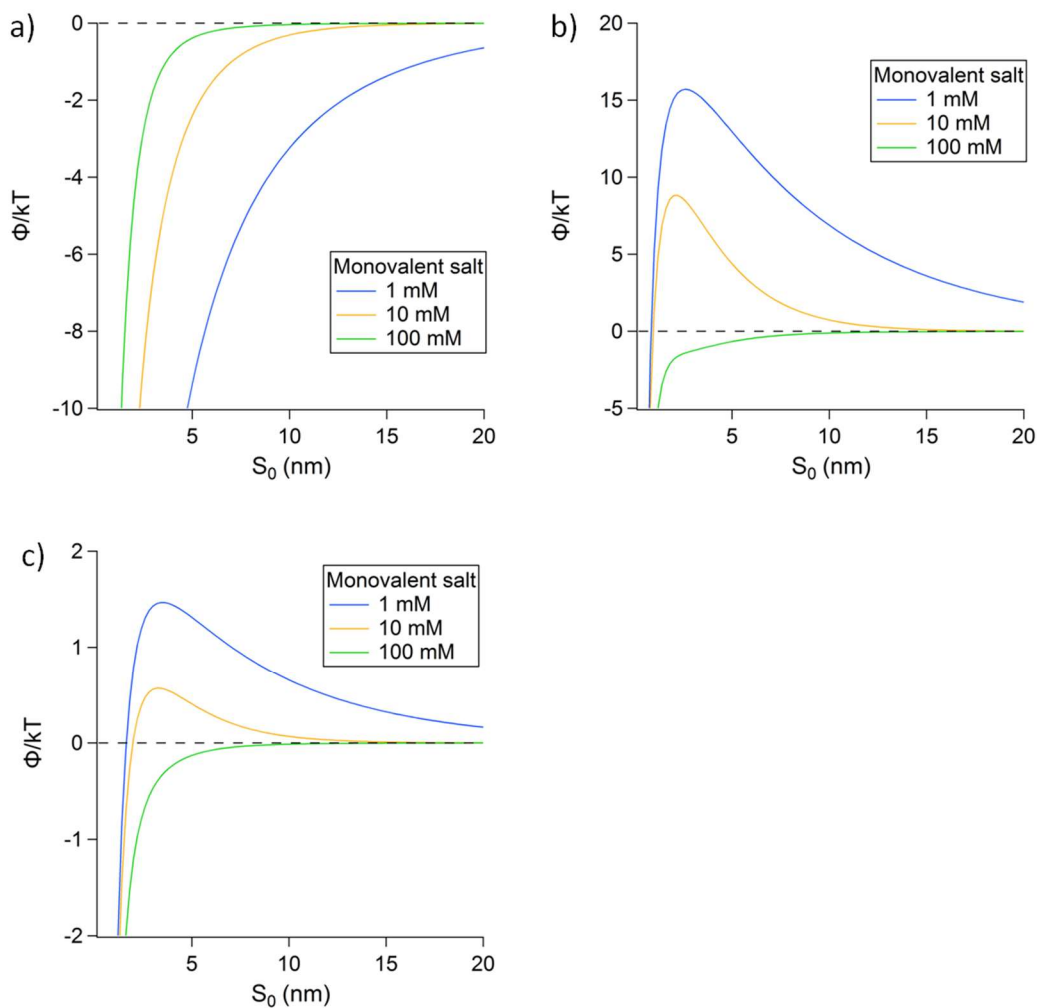 a)
0
-2
-4
-6
-8
-10
Φ/kT
Monovalent salt
1 mM
10 mM
100 mM
5
10
15
20
S₀ (nm)
b)
20
15
10
5
0
-5
Φ/kT
Monovalent salt
1 mM
10 mM
100 mM
5
10
15
20
S₀ (nm)
c)
2
1
0
-1
-2
Φ/kT
Monovalent salt
1 mM
10 mM
100 mM
5
10
15
20
S₀ (nm)